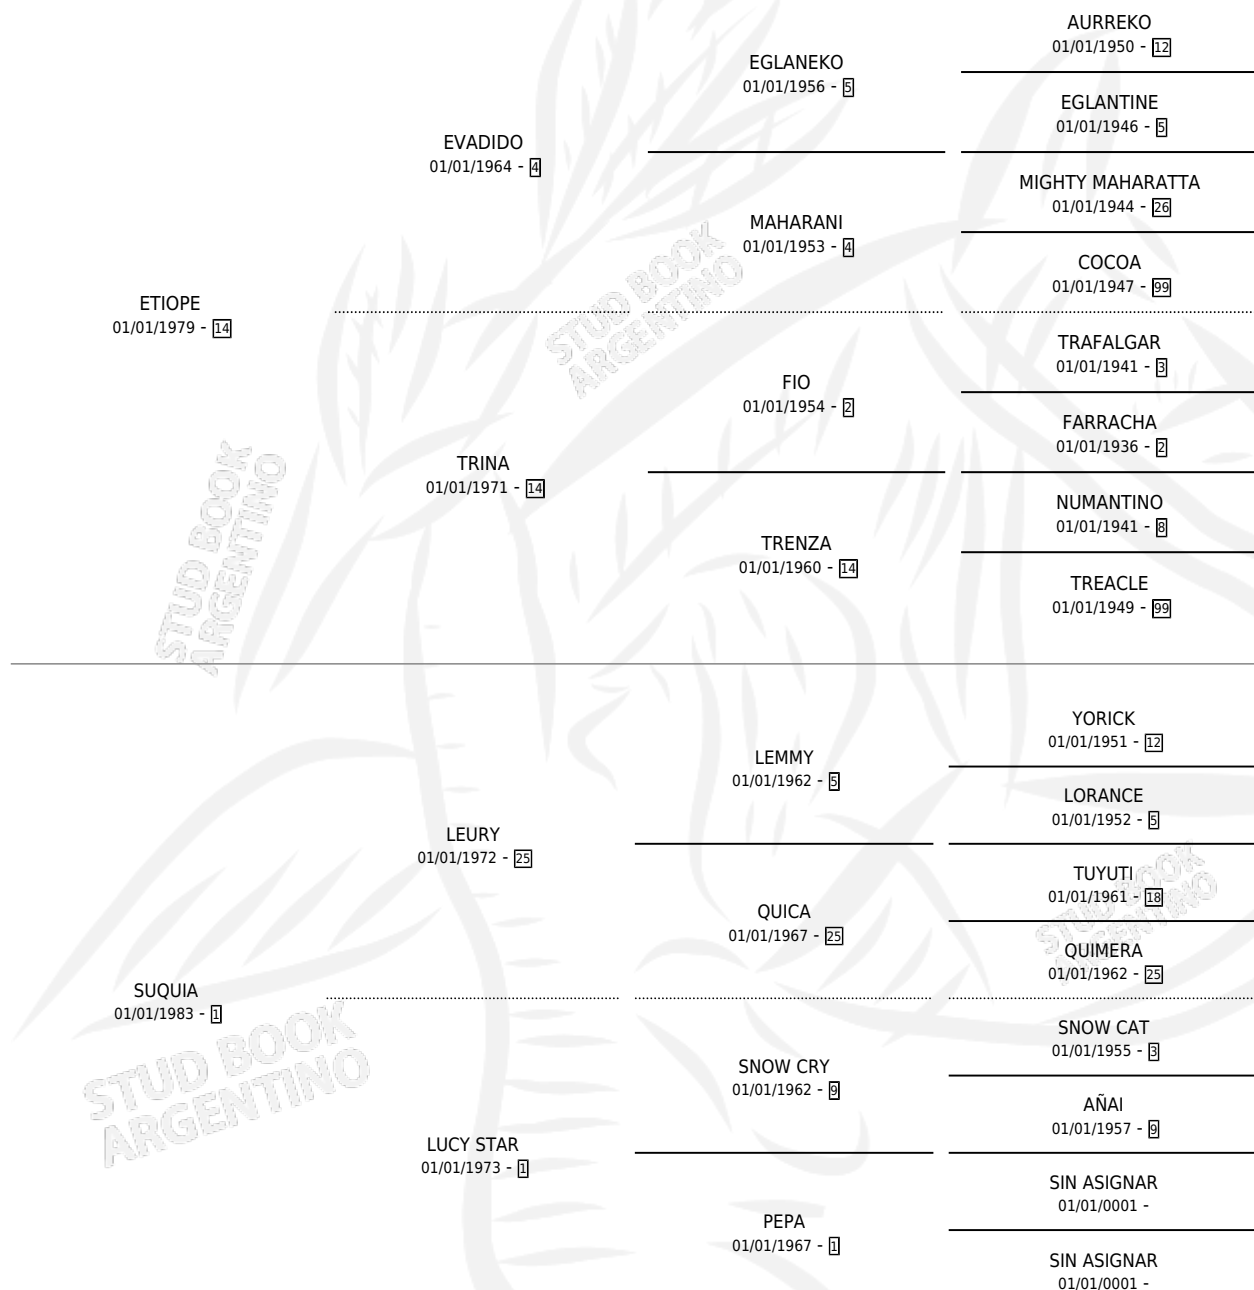 AURREKO
01/01/1950 - 12
EGLANEKO
01/01/1956 - 5
EGLANTINE
01/01/1946 - 5
EVADIDO
01/01/1964 - 4
MIGHTY MAHARATTA
01/01/1944 - 26
MAHARANI
01/01/1953 - 4
COCOA
01/01/1947 - 99
ETIOPE
01/01/1979 - 14
TRAFALGAR
01/01/1941 - 3
FIO
01/01/1954 - 2
FARRACHA
01/01/1936 - 2
TRINA
01/01/1971 - 14
NUMANTINO
01/01/1941 - 8
TRENZA
01/01/1960 - 14
TREACLE
01/01/1949 - 99
YORICK
01/01/1951 - 12
LEMMY
01/01/1962 - 5
LORANCE
01/01/1952 - 5
LEURY
01/01/1972 - 25
TUYUTI
01/01/1961 - 18
QUICA
01/01/1967 - 25
QUIMERA
01/01/1962 - 25
SUQUIA
01/01/1983 - 1
SNOW CAT
01/01/1955 - 3
SNOW CRY
01/01/1962 - 9
AÑAI
01/01/1957 - 9
LUCY STAR
01/01/1973 - 1
SIN ASIGNAR
01/01/0001 -
PEPA
01/01/1967 - 1
SIN ASIGNAR
01/01/0001 -
STUD BOOK
ARGENTINO
STUD BOOK
ARGENTINO
STUD BOOK
ARGENTINO
STUD BOOK
ARGENTINO